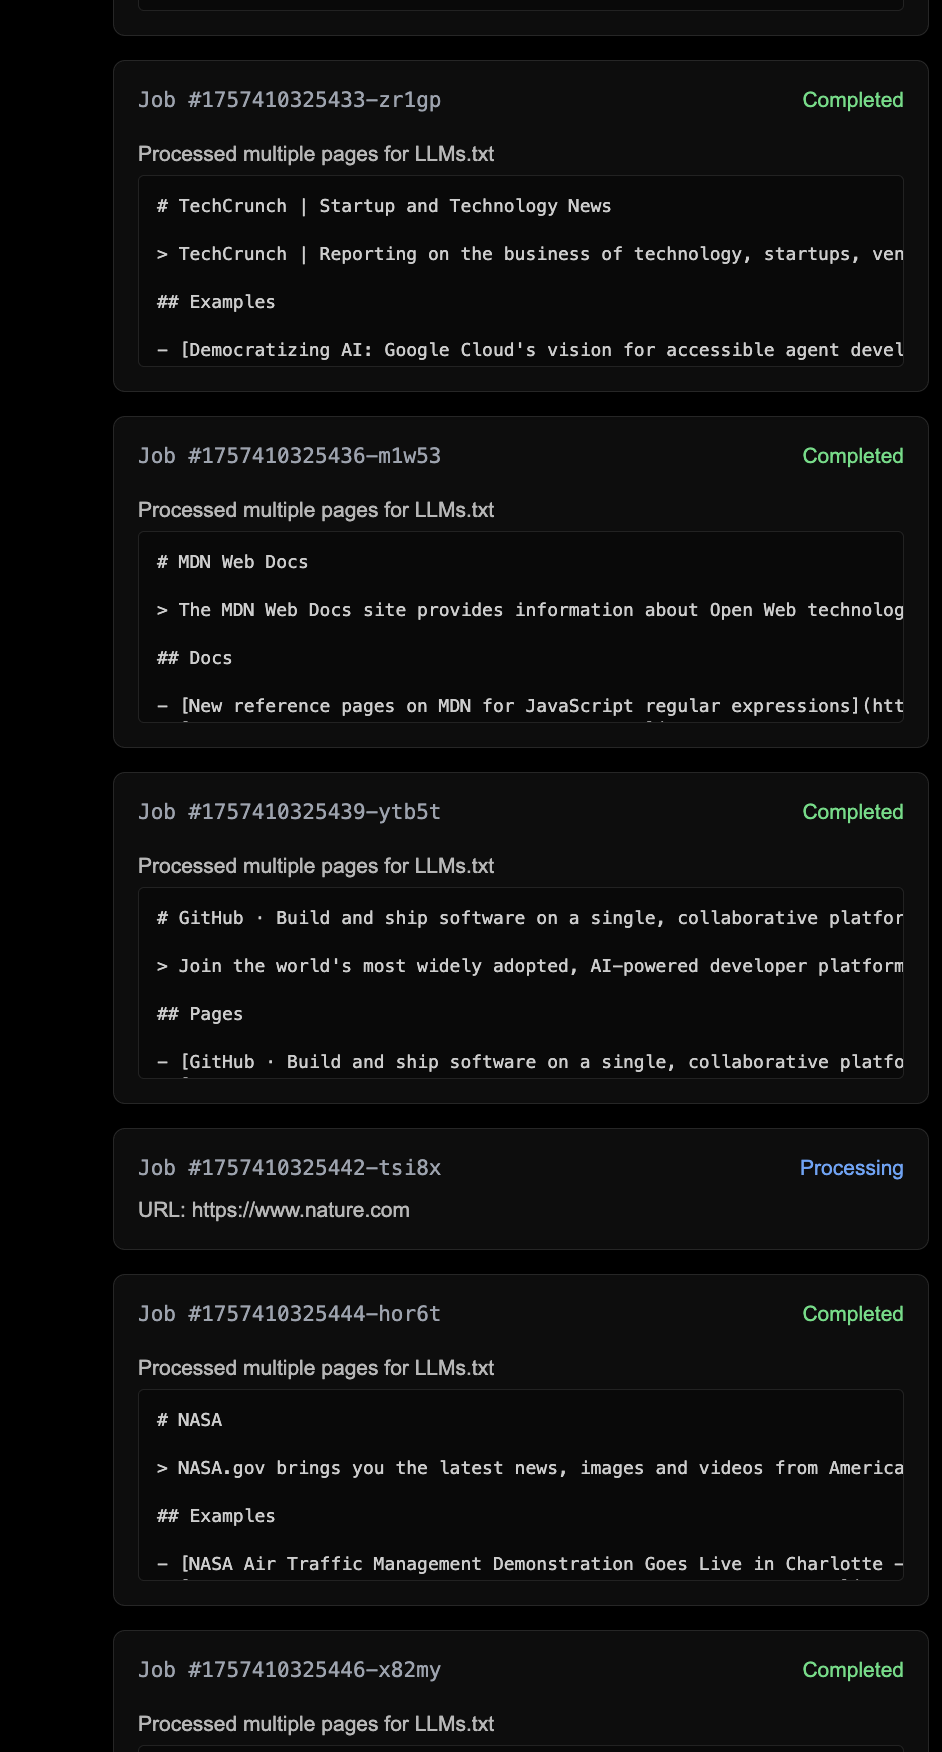 Job #1757410325433-zr1gp
Completed
Processed multiple pages for LLMs.txt
# TechCrunch | Startup and Technology News
> TechCrunch | Reporting on the business of technology, startups, ven
## Examples
- [Democratizing AI: Google Cloud's vision for accessible agent devel
Job #1757410325436-m1w53
Completed
Processed multiple pages for LLMs.txt
# MDN Web Docs
> The MDN Web Docs site provides information about Open Web technolog
## Docs
- [New reference pages on MDN for JavaScript regular expressions](htt
Job #1757410325439-ytb5t
Completed
Processed multiple pages for LLMs.txt
# GitHub · Build and ship software on a single, collaborative platfor
> Join the world's most widely adopted, AI-powered developer platform
## Pages
- [GitHub · Build and ship software on a single, collaborative platfo
Job #1757410325442-tsi8x
Processing
URL: https://www.nature.com
Job #1757410325444-hor6t
Completed
Processed multiple pages for LLMs.txt
# NASA
> NASA.gov brings you the latest news, images and videos from America
## Examples
- [NASA Air Traffic Management Demonstration Goes Live in Charlotte -
Job #1757410325446-x82my
Completed
Processed multiple pages for LLMs.txt